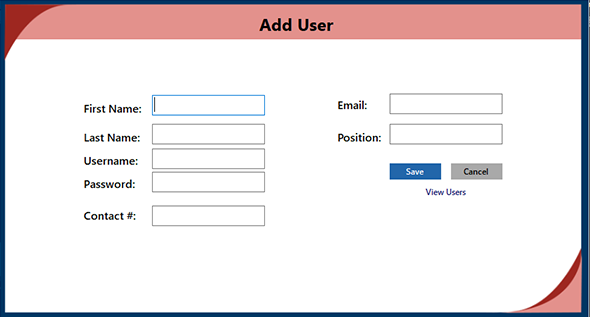 Add User
First Name:
Last Name:
Username:
Password:
Contact #:
Email:
Position:
Save Cancel
View Users